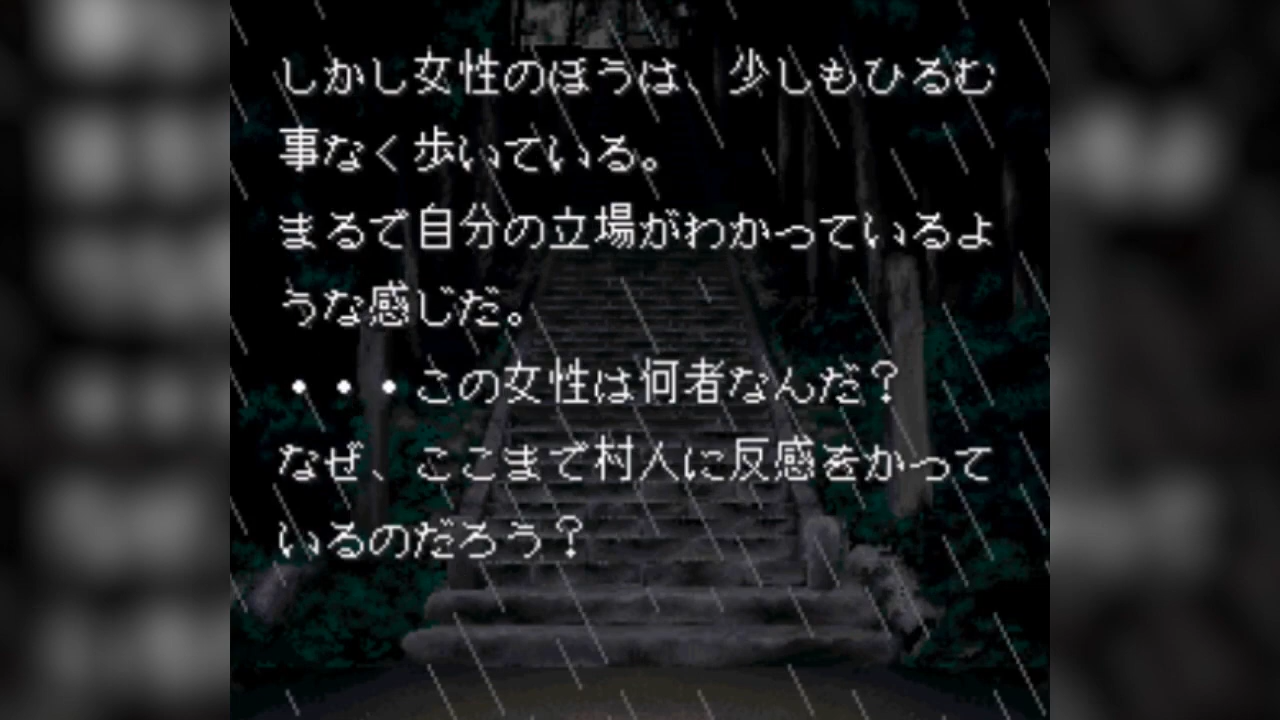 しかし女性のほうは、少しもひるむ
事なく歩いている。
まるで自分の立場がわかっているよ
うな感じだ。
・・・この女性は何者なんだ？
なぜ、ここまで村人に反感をかって
いるのだろう？